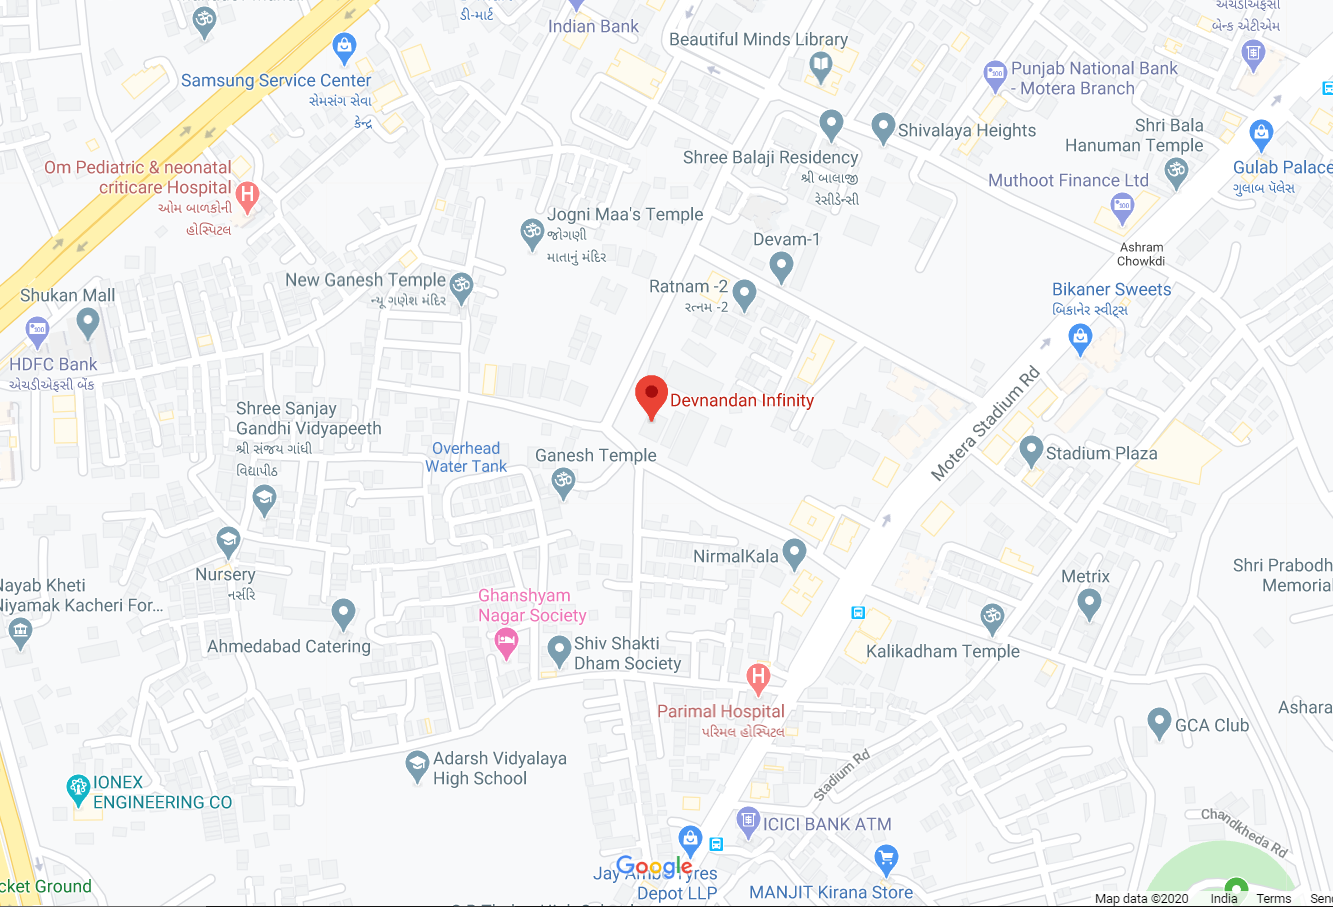 ડી-માર્ટ
Indian Bank
એચડીએફસી
બેન્ક એટીએમ
Beautiful Minds Library
Samsung Service Center
સેમસંગ સેવા
કેન્દ્ર
Punjab National Bank
- Motera Branch
Shivalaya Heights
Shri Bala
Hanuman Temple
Shree Balaji Residency
શ્રી બાલાજી
રેસીડેન્સી
Gulab Palace
ગુલાબ પૅલેસ
Om Pediatric & neonatal
criticare Hospital
ઓમ બાળકોની
હોસ્પિટલ
Muthoot Finance Ltd
Jogni Maa's Temple
જોગણી
માતાનું મંદિર
Devam-1
Ashram
Chowkdi
New Ganesh Temple
ન્યૂ ગણેશ મંદિર
Ratnam -2
રત્નમ -2
Bikaner Sweets
બિકાનેર સ્વીટ્સ
Shukan Mall
HDFC Bank
એચડીએફસી બૅંક
Devnandan Infinity
Motera Stadium Rd
Shree Sanjay
Gandhi Vidyapeeth
શ્રી સંજય ગાંધી
વિદ્યાપીઠ
Overhead
Water Tank
Ganesh Temple
Stadium Plaza
NirmalKala
Nursery
નર્સરિ
Metrix
Shri Prabodh
Memorial
Nayab Kheti
Niyamak Kacheri For...
Ghanshyam
Nagar Society
Ahmedabad Catering
Shiv Shakti
Dham Society
Kalikadham Temple
Parimal Hospital
પરિમલ હોસ્પિટલ
Ashara
GCA Club
Adarsh Vidyalaya
High School
Stadium Rd
IONEX
ENGINEERING CO
ICICI BANK ATM
Chandkheda Rd
Google
Jay Ambe Tyres
Depot LLP
MANJIT Kirana Store
cket Ground
Map data ©2020 India Terms Sen